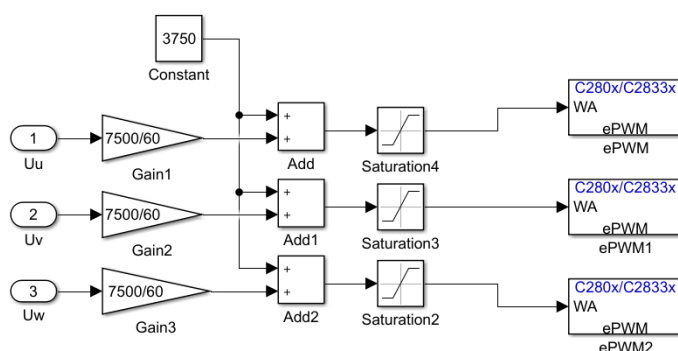 3750
Constant
C280x/C2833x
WA
ePWM
ePWM
1
Uu
7500/60
Gain1
+
+
Add
Saturation4
2
Uv
7500/60
Gain2
+
+
Add1
Saturation3
C280x/C2833x
WA
ePWM
ePWM1
3
Uw
7500/60
Gain3
+
+
Add2
Saturation2
C280x/C2833x
WA
ePWM
ePWM2